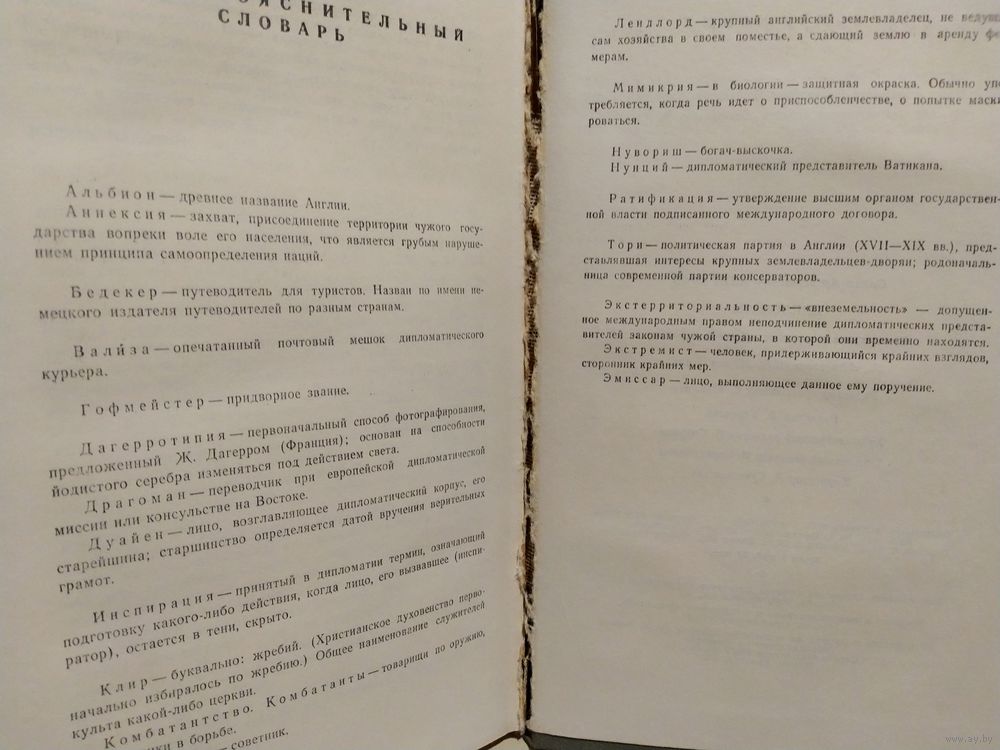 СЛОВАРЬ
Альбион — древнее название Англии.
Аннексия — захват, присоединение территории чужого госу-
дарства вопреки воле его населения, что является грубым наруше-
нием принципа самоопределения наций.
Бедекер — путеводитель для туристов. Назван по имени не-
мецкого издателя путеводителей по разным странам.
Вализа — опечатанный почтовый мешок дипломатического
курьера.
Гофмейстер — придворное звание.
Дагерротипия — первоначальный способ фотографирования,
предложенный Ж. Дагерром (Франция); основан на способности
йодистого серебра изменяться под действием света.
Драгоман — переводчик при европейской дипломатической
миссии или консульстве на Востоке.
Дуайен — лицо, возглавляющее дипломатический корпус, его
старейшина; старшинство определяется датой вручения верительных
грамот.
Инспирация — принятый в дипломатии термин, означающий
подготовку какого-либо действия, когда лицо, его вызвавшее (инспи-
ратор), остается в тени, скрыто.
Клир — буквально: жребий. (Христианское духовенство перво-
начально избиралось по жребию.) Общее наименование служителей
культа какой-либо церкви.
Комбатантство. Комбатанты — товарищи по оружию,
в борьбе.
— советник.
Лендлорд — крупный английский землевладелец, не
сам хозяйства в своем поместье, а сдающий землю в аренду
мерам.
Мимикрия — в биологии — защитная окраска. Обычно упо
требляется, когда речь идет о приспособленчестве, о попытке маски
роваться.
Нувориш — богач-выскочка.
Нунций — дипломатический представитель Ватикана.
Ратификация — утверждение высшим органом государствен-
ной власти подписанного международного договора.
Тори — политическая партия в Англии (XVII—XIX вв.), пред-
ставлявшая интересы крупных землевладельцев-дворян; родоначаль-
ница современной партии консерваторов.
Экстерриториальность — «внеземельность» — допущен-
ное международным правом неподчинение дипломатических предста-
вителей законам чужой страны, в которой они временно находятся.
Экстремист — человек, придерживающийся крайних взглядов,
сторонник крайних мер.
Эмиссар — лицо, выполняющее данное ему поручение.
www.ay.by